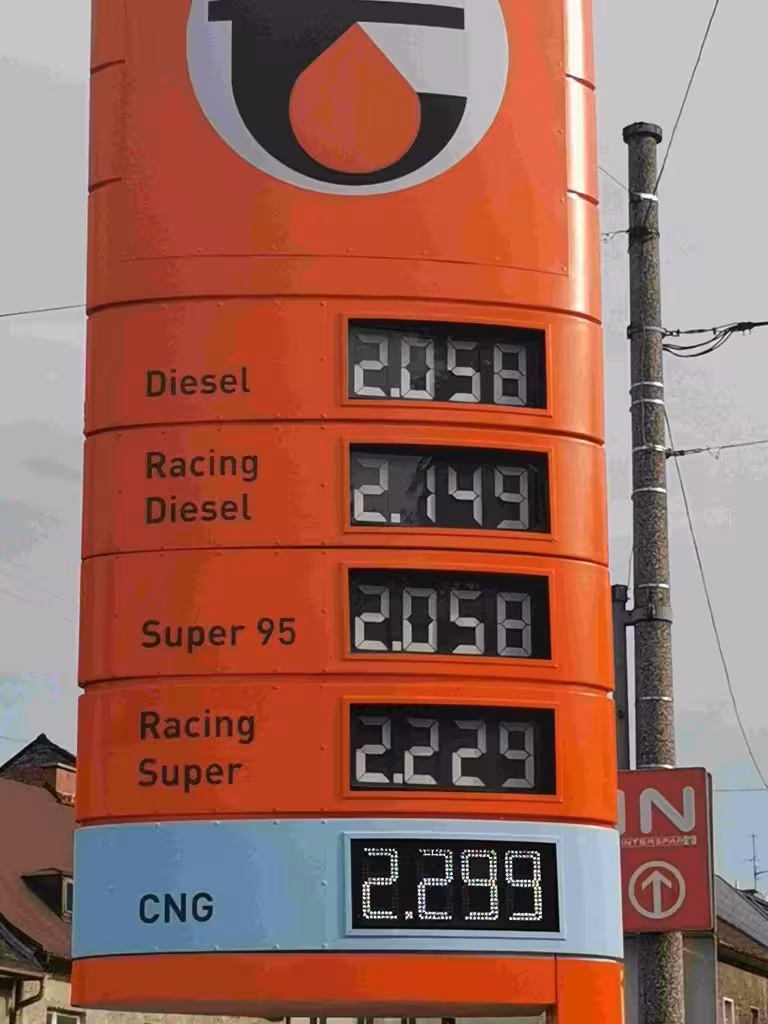 Diesel 2.058
Racing
Diesel 2.149
Super 95 2.058
Racing
Super 2.229
CNG 2.299
IN
INTERSPAR